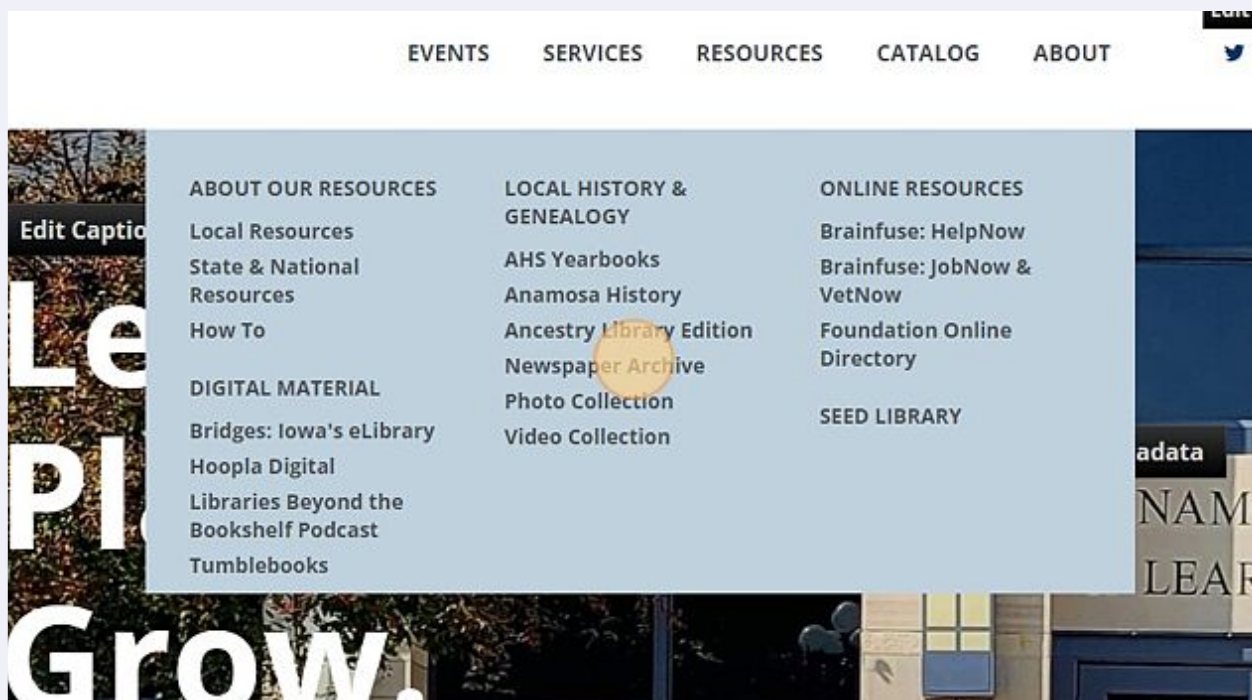 EVENTS SERVICES RESOURCES CATALOG ABOUT
ABOUT OUR RESOURCES
Local Resources
State & National
Resources
How To
DIGITAL MATERIAL
Bridges: Iowa's eLibrary
Hoopla Digital
Libraries Beyond the
Bookshelf Podcast
Tumblebooks
LOCAL HISTORY &
GENEALOGY
AHS Yearbooks
Anamosa History
Ancestry Library Edition
Newspaper Archive
Photo Collection
Video Collection
ONLINE RESOURCES
Brainfuse: HelpNow
Brainfuse: JobNow &
VetNow
Foundation Online
Directory
SEED LIBRARY
Edit Captio
Le
Pl
Grow.
adata
NAM
LEAR